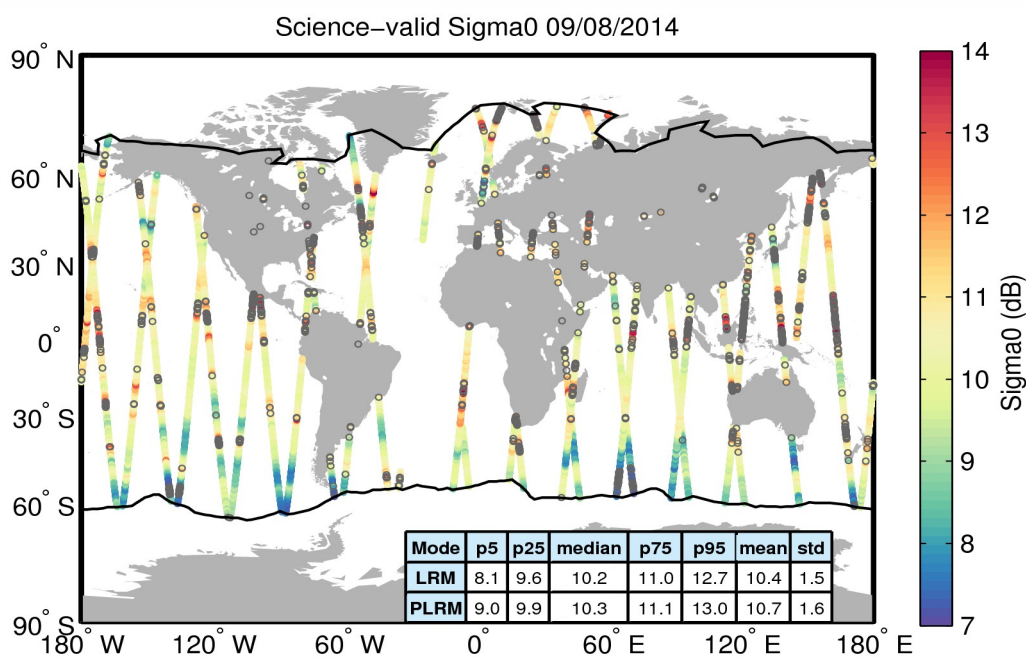 Science−valid Sigma0 09/08/2014
90° N
60° N
30° N
0°
30° S
60° S
90° S
180° W
120° W
60° W
0°
60° E
120° E
180° E
14
13
12
11
10
9
8
7
Sigma0 (dB)
Mode p5 p25 median p75 p95 mean std
LRM 8.1 9.6 10.2 11.0 12.7 10.4 1.5
PLRM 9.0 9.9 10.3 11.1 13.0 10.7 1.6